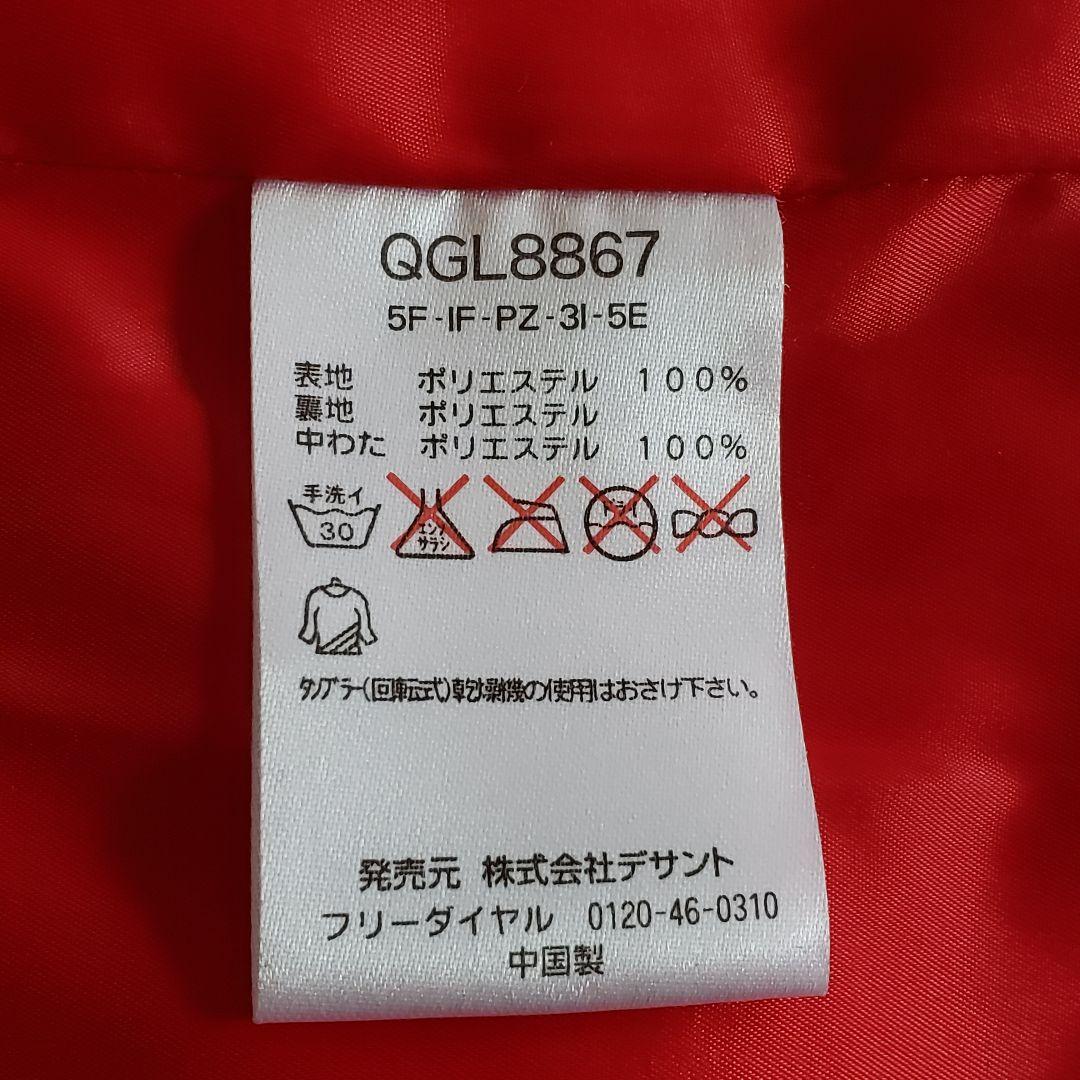 QGL8867
5F-IF-PZ-3I-5E
表地 ポリエステル 100%
裏地 ポリエステル
中わた ポリエステル 100%
手洗イ
30
エンソ
サラシ
ドライ
タンブラー(回転式)乾燥機の使用はおさけ下さい。
発売元 株式会社デサント
フリーダイヤル 0120-46-0310
中国製